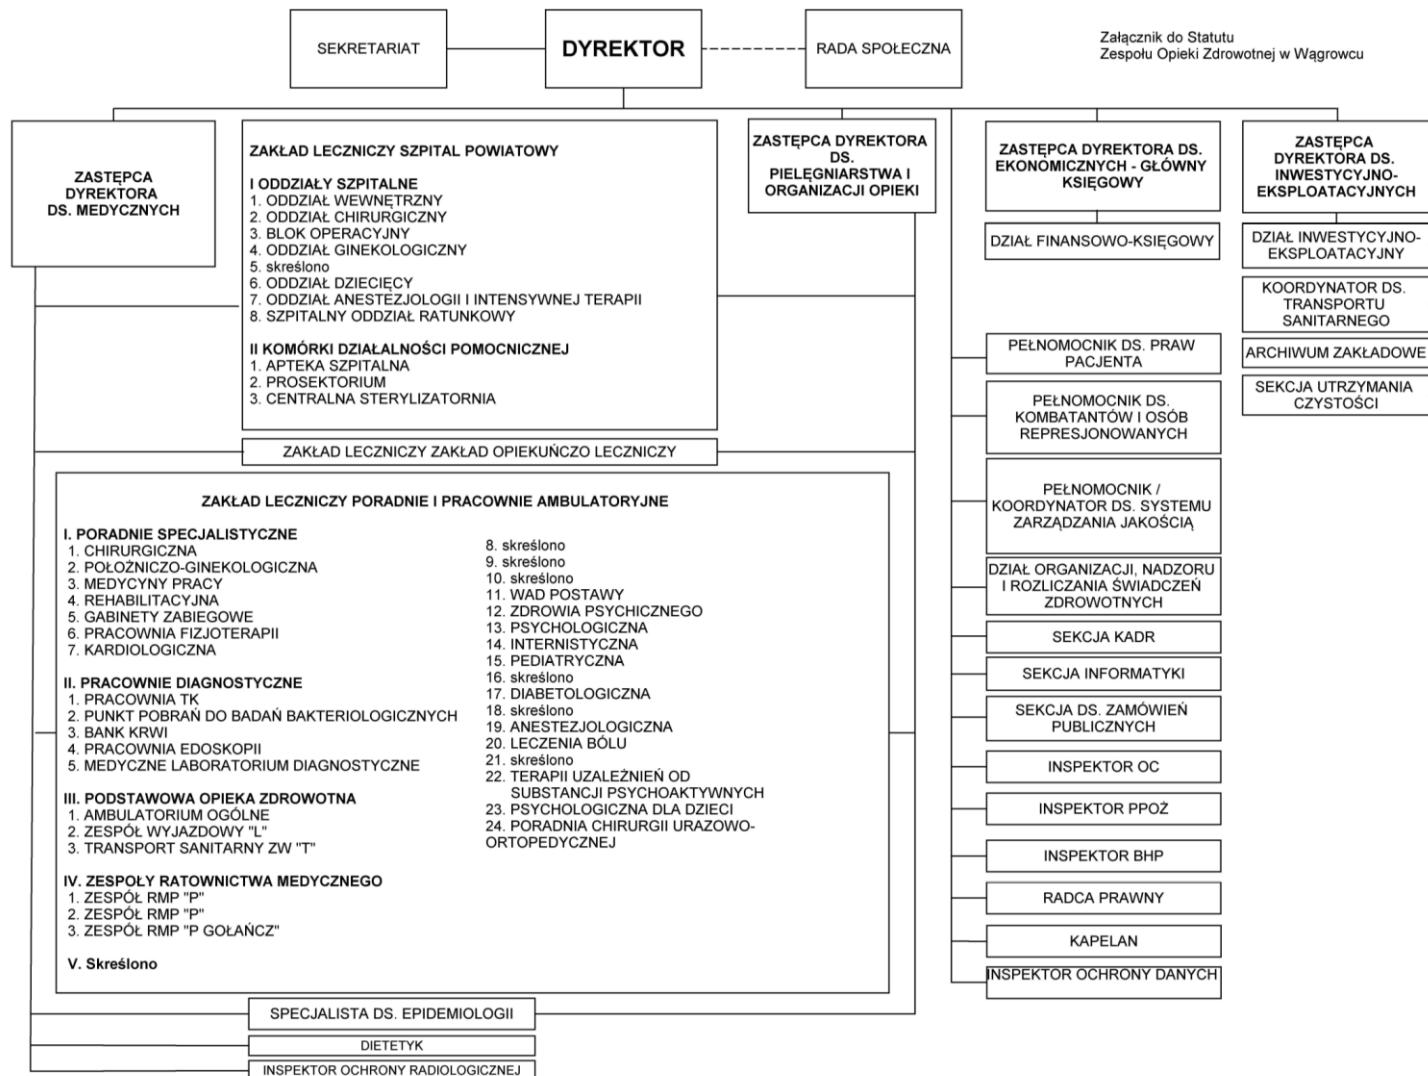 SEKRETARIAT
DYREKTOR
RADA SPOŁECZNA
Załącznik do Statutu
Zespołu Opieki Zdrowotnej w Wągrowcu
ZASTĘPCA
DYREKTORA
DS. MEDYCZNYCH
ZAKŁAD LECZNICZY SZPITAL POWIATOWY
I ODDZIAŁY SZPITALNE
1. ODDZIAŁ WEWNĘTRZNY
2. ODDZIAŁ CHIRURGICZNY
3. BLOK OPERACYJNY
4. ODDZIAŁ GINEKOLOGICZNY
5. skreślono
6. ODDZIAŁ DZIECIĘCY
7. ODDZIAŁ ANESTEZJOLOGII I INTENSYWNEJ TERAPII
8. SZPITALNY ODDZIAŁ RATUNKOWY
II KOMÓRKI DZIAŁALNOŚCI POMOCNICZEJ
1. APTEKA SZPITALNA
2. PROSEKTORIUM
3. CENTRALNA STERYLIZATORNIA
ZASTĘPCA DYREKTORA
DS.
PIELĘGNIARSTWA I
ORGANIZACJI OPIEKI
ZASTĘPCA DYREKTORA DS.
EKONOMICZNYCH - GŁÓWNY
KSIĘGOWY
ZASTĘPCA
DYREKTORA DS.
INWESTYCYJNO-
EKSPLOATACYJNYCH
DZIAŁ FINANSOWO-KSIĘGOWY
DZIAŁ INWESTYCYJNO-
EKSPLOATACYJNY
KOORDYNATOR DS.
TRANSPORTU
SANITARNEGO
ARCHIWUM ZAKŁADOWE
SEKCJA UTRZYMANIA
CZYSTOŚCI
ZAKŁAD LECZNICZY ZAKŁAD OPIEKUŃCZO LECZNICZY
ZAKŁAD LECZNICZY PORADNIE I PRACOWNIE AMBULATORYJNE
I. PORADNIE SPECJALISTYCZNE
1. CHIRURGICZNA
2. POŁOŻNICZO-GINEKOLOGICZNA
3. MEDYCYNY PRACY
4. REHABILITACYJNA
5. GABINETY ZABIEGOWE
6. PRACOWNIA FIZJOTERAPII
7. KARDIOLOGICZNA
8. skreślono
9. skreślono
10. skreślono
11. WAD POSTAWY
12. ZDROWIA PSYCHICZNEGO
13. PSYCHOLOGICZNA
14. INTERNISTYCZNA
15. PEDIATRYCZNA
16. skreślono
17. DIABETOLOGICZNA
18. skreślono
19. ANESTEZJOLOGICZNA
20. LECZENIA BÓLU
21. skreślono
22. TERAPII UZALEŻNIEŃ OD
SUBSTANCJI PSYCHOAKTYWNYCH
23. PSYCHOLOGICZNA DLA DZIECI
24. PORADNIA CHIRURGII URAZOWO-
ORTOPEDYCZNEJ
II. PRACOWNIE DIAGNOSTYCZNE
1. PRACOWNIA TK
2. PUNKT POBRAŃ DO BADAŃ BAKTERIOLOGICZNYCH
3. BANK KRWI
4. PRACOWNIA EDOSKOPII
5. MEDYCZNE LABORATORIUM DIAGNOSTYCZNE
III. PODSTAWOWA OPIEKA ZDROWOTNA
1. AMBULATORIUM OGÓLNE
2. ZESPÓL WYJAZDOWY "L"
3. TRANSPORT SANITARNY ZW "T"
IV. ZESPOŁY RATOWNICTWA MEDYCZNEGO
1. ZESPÓŁ RMP "P"
2. ZESPÓŁ RMP "P"
3. ZESPÓŁ RMP "P GOŁAŃCZ"
V. Skreślono
SPECJALISTA DS. EPIDEMIOLOGII
DIETETYK
INSPEKTOR OCHRONY RADIOLOGICZNEJ
PEŁNOMOCNIK DS. PRAW
PACJENTA
PEŁNOMOCNIK DS.
KOMBATANTÓW I OSÓB
REPRESJONOWANYCH
PEŁNOMOCNIK /
KOORDYNATOR DS. SYSTEMU
ZARZĄDZANIA JAKOŚCIĄ
DZIAŁ ORGANIZACJI, NADZORU
I ROZLICZANIA ŚWIADCZEŃ
ZDROWOTNYCH
SEKCJA KADR
SEKCJA INFORMATYKI
SEKCJA DS. ZAMÓWIEŃ
PUBLICZNYCH
INSPEKTOR OC
INSPEKTOR PPOŻ
INSPEKTOR BHP
RADCA PRAWNY
KAPELAN
INSPEKTOR OCHRONY DANYCH